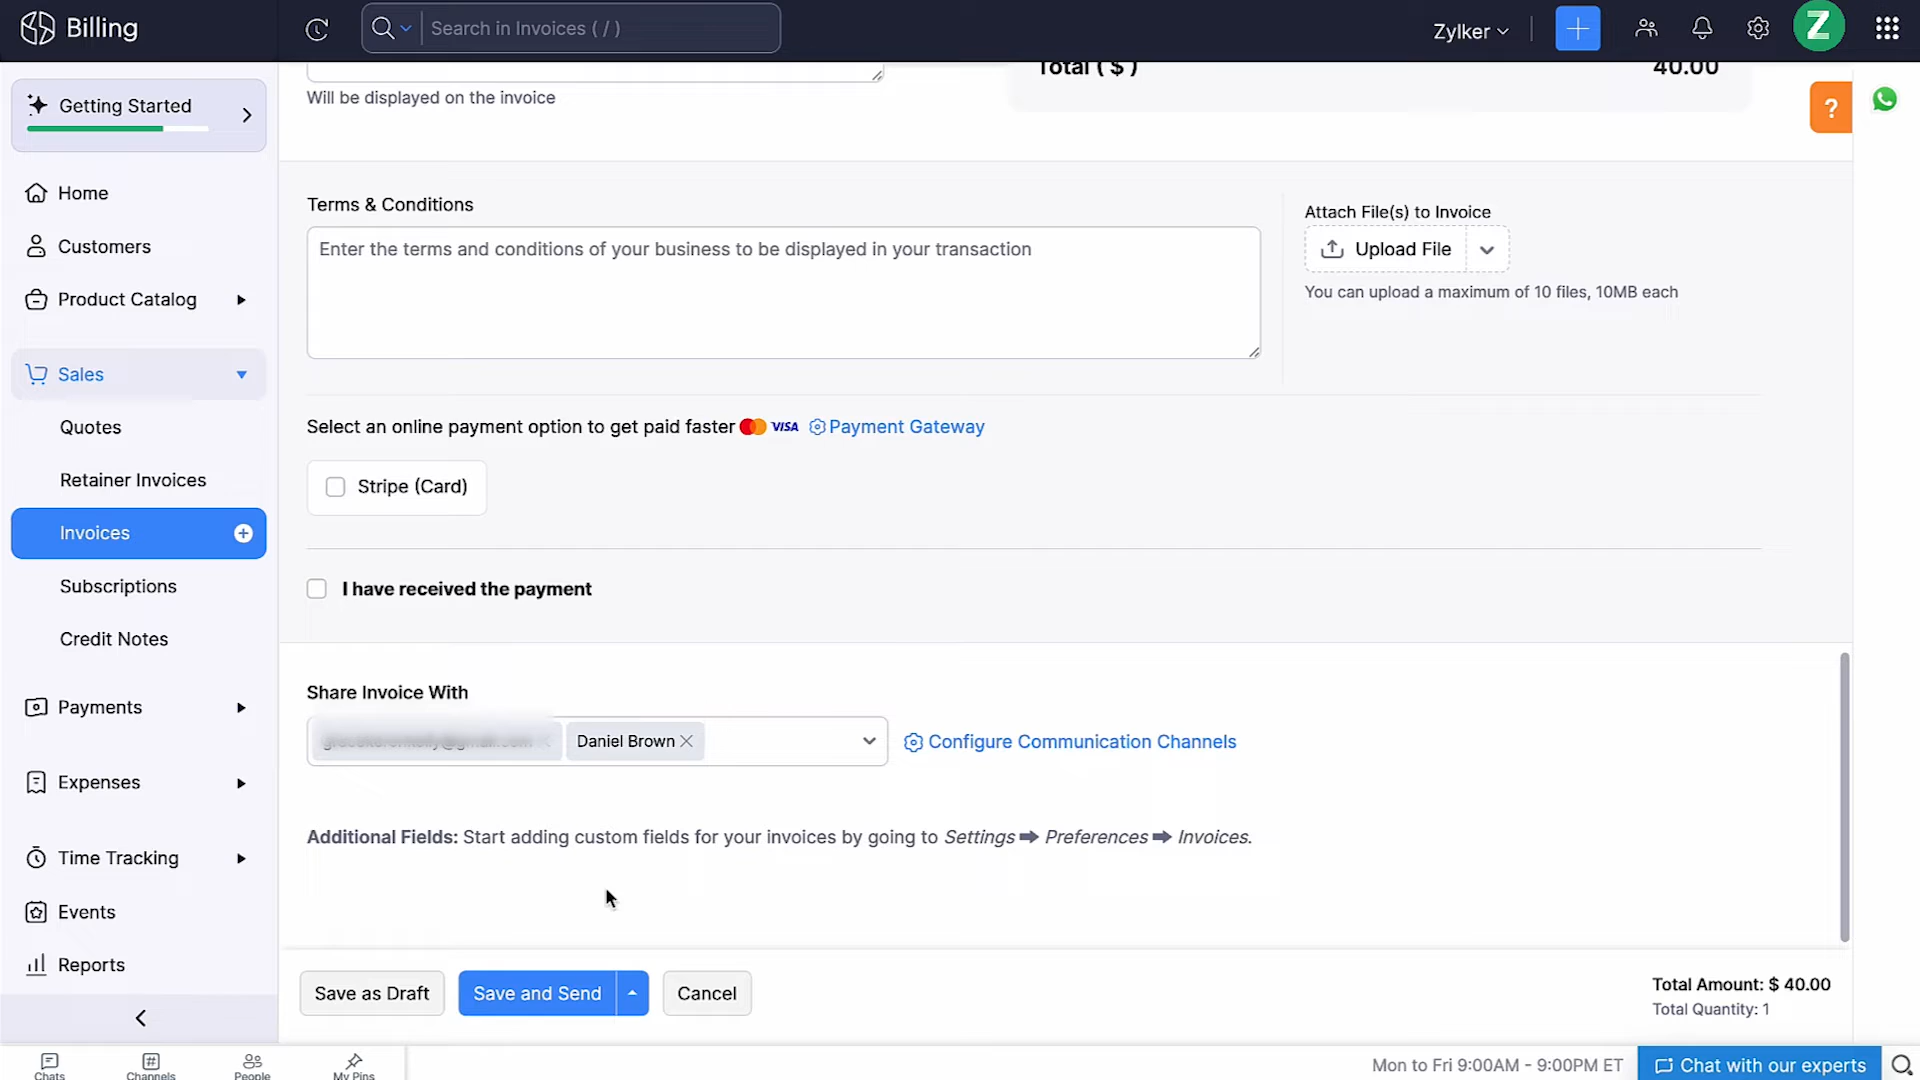 Billing
Search in Invoices ( / )
Zylker
Z
Getting Started
Home
Customers
Product Catalog
Sales
Quotes
Retainer Invoices
Invoices
Subscriptions
Credit Notes
Payments
Expenses
Time Tracking
Events
Reports
Total ( $ )
40.00
Will be displayed on the invoice
?
Terms & Conditions
Enter the terms and conditions of your business to be displayed in your transaction
Attach File(s) to Invoice
Upload File
You can upload a maximum of 10 files, 10MB each
Select an online payment option to get paid faster VISA Payment Gateway
Stripe (Card)
I have received the payment
Share Invoice With
Daniel Brown
Configure Communication Channels
Additional Fields: Start adding custom fields for your invoices by going to Settings ➡ Preferences ➡ Invoices.
Save as Draft
Save and Send
Cancel
Total Amount: $ 40.00
Total Quantity: 1
Chats
Channels
People
My Pins
Mon to Fri 9:00AM - 9:00PM ET
Chat with our experts